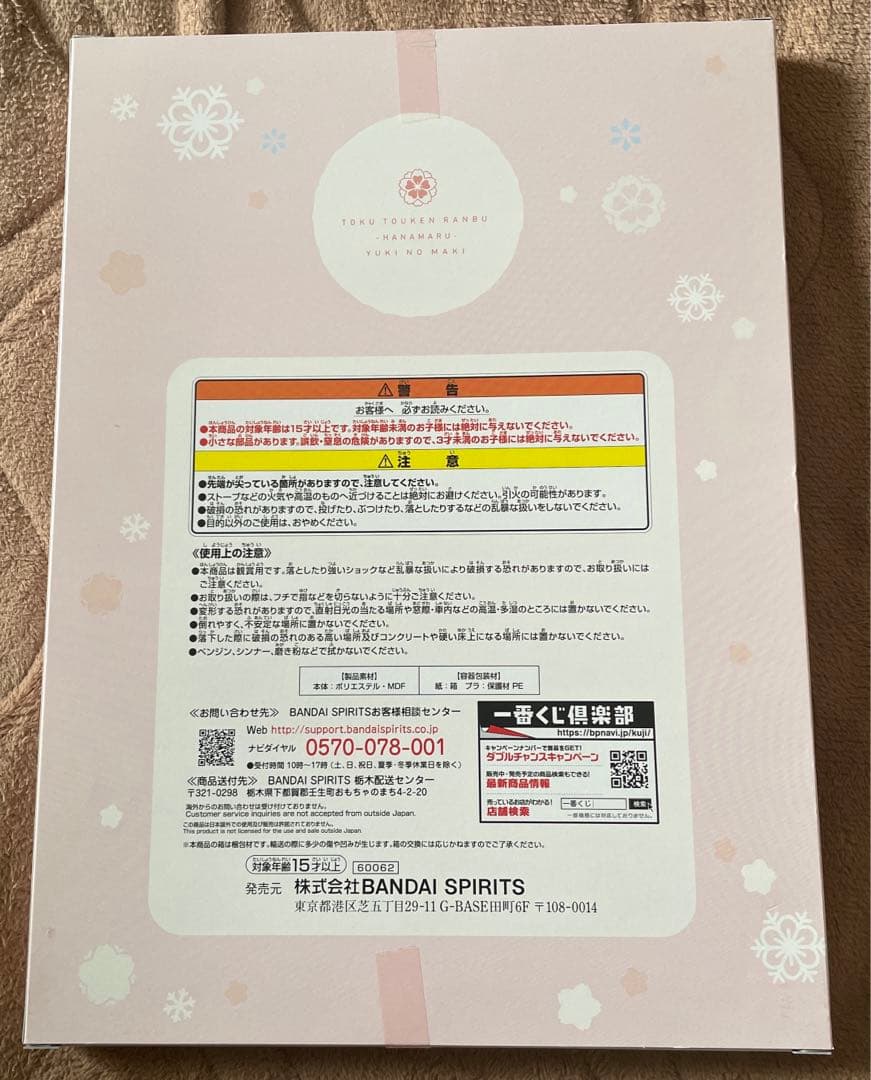 TOKU TOUKEN RANBU
-HANAMARU-
YUKI NO MAKI
警告
お客様へ 必ずお読みください。
●本商品の対象年齢は15才以上です。対象年齢未満のお子様には絶対に与えないでください。
●小さな部品があります。誤飲・窒息の危険がありますので、3才未満のお子様には絶対に与えないでください。
注意
●先端が尖っている箇所がありますので、注意してください。
●ストーブなどの火気や高温のものへ近づけることは絶対にお避けください。引火の可能性があります。
●破損の恐れがありますので、投げたり、ぶつけたり、落としたりするなどの乱暴な扱いをしないでください。
●目的以外のご使用は、おやめください。
《使用上の注意》
●本商品は観賞用です。落としたり強いショックなど乱暴な扱いにより破損する恐れがありますので、お取り扱いには
ご注意ください。
●お取り扱いの際は、フチで指などを切らないように十分ご注意ください。
●変形する恐れがありますので、直射日光の当たる場所や窓際・車内などの高温・多湿のところには置かないでください。
●倒れやすく、不安定な場所に置かないでください。
●落下した際に破損の恐れのある高い場所及びコンクリートや硬い床上になる場所には置かないでください。
●ベンジン、シンナー、磨き粉などで拭かないでください。
【製品素材】
本体:ポリエステル・MDF
【容器包装材】
紙:箱 プラ:保護材 PE
≪お問い合わせ先≫ BANDAI SPIRITSお客様相談センター
Web http://support.bandaispirits.co.jp
ナビダイヤル 0570-078-001
●受付時間 10時〜17時(土、日、祝日、夏季・冬季休業日を除く)
≪商品送付先≫ BANDAI SPIRITS 栃木配送センター
〒321-0298 栃木県下都賀郡壬生町おもちゃのまち4-2-20
海外からのお問い合わせは受け付けておりません。
Customer service inquiries are not accepted from outside Japan.
この商品は日本国外での使用及び販売は許諾されておりません。
This product is not licensed for the use and sale outside Japan.
※本商品の箱は梱包材です。輸送の際に多少の傷や凹みが生じます。箱の交換には応じかねますのでご了承ください。
一番くじ倶楽部
https://bpnavi.jp/kuji/
キャンペーンナンバーで賞品をGET!
ダブルチャンスキャンペーン
販売中・発売予定の商品検索もできる!
最新商品情報
売っているお店がわかる!
店舗検索
一番くじ 検索
一部機種には対応しておりません。
対象年齢15才以上
60062
発売元 株式会社BANDAI SPIRITS
東京都港区芝五丁目29-11 G-BASE田町6F 〒108-0014